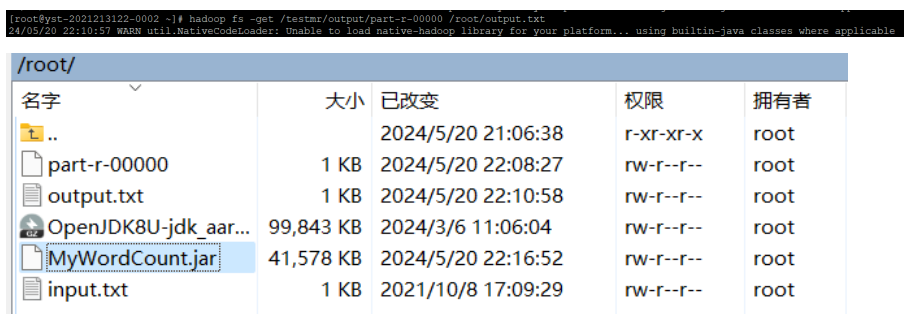 [root@yst-2021213122-0002 ~]# hadoop fs -get /testmr/output/part-r-00000 /root/output.txt
24/05/20 22:10:57 WARN util.NativeCodeLoader: Unable to load native-hadoop library for your platform... using builtin-java classes where applicable
/root/
名字 大小 已改变 权限 拥有者
.. 2024/5/20 21:06:38 r-xr-xr-x root
part-r-00000 1 KB 2024/5/20 22:08:27 rw-r--r-- root
output.txt 1 KB 2024/5/20 22:10:58 rw-r--r-- root
OpenJDK8U-jdk_aar... 99,843 KB 2024/3/6 11:06:04 rw-r--r-- root
MyWordCount.jar 41,578 KB 2024/5/20 22:16:52 rw-r--r-- root
input.txt 1 KB 2021/10/8 17:09:29 rw-r--r-- root